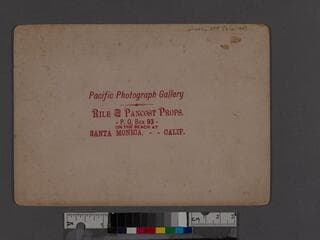 Pacific Photograph Gallery
RILE & PANCOST PROPS.
- P. O. Box 93 -
ON THE BEACH AT
SANTA MONICA, - - CALIF.